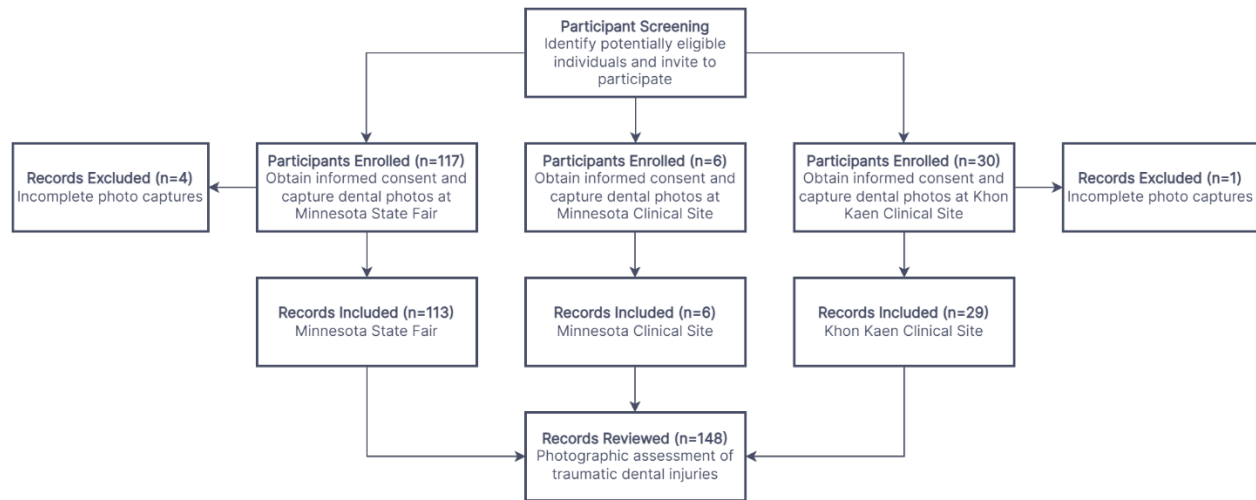 Participant Screening
Identify potentially eligible
individuals and invite to
participate
Records Excluded (n=4)
Incomplete photo captures
Participants Enrolled (n=117)
Obtain informed consent and
capture dental photos at
Minnesota State Fair
Participants Enrolled (n=6)
Obtain informed consent and
capture dental photos at
Minnesota Clinical Site
Participants Enrolled (n=30)
Obtain informed consent and
capture dental photos at Khon
Kaen Clinical Site
Records Excluded (n=1)
Incomplete photo captures
Records Included (n=113)
Minnesota State Fair
Records Included (n=6)
Minnesota Clinical Site
Records Included (n=29)
Khon Kaen Clinical Site
Records Reviewed (n=148)
Photographic assessment of
traumatic dental injuries